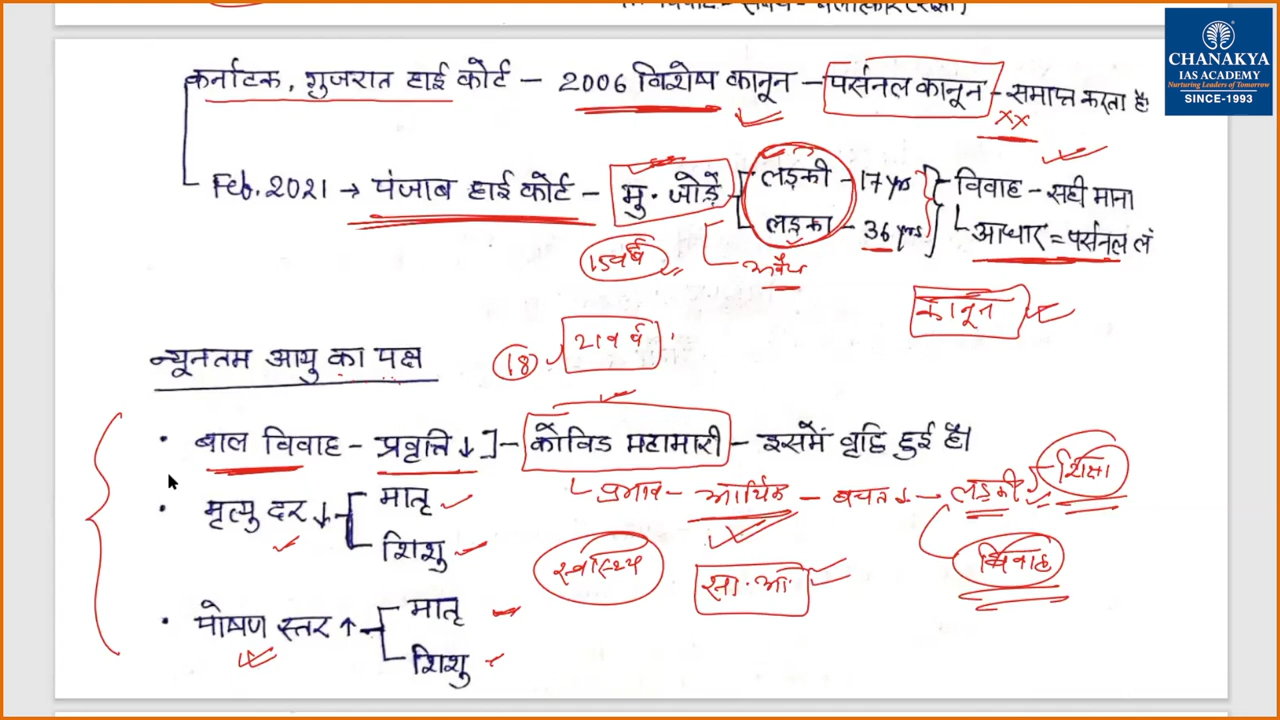 CHANAKYA
IAS ACADEMY
Nurturing Leaders of Tomorrow
SINCE-1993
कर्नाटक, गुजरात हाई कोर्ट – 2006 विशेष कानून – पर्सनल कानून – समाप्त करता है।
xx
Feb. 2021 → पंजाब हाई कोर्ट – मु. जोड़े
लड़की – 17 yrs
लड़का – 36 yrs
विवाह – सही माना
आधार = पर्सनल लॉ
15 वर्ष
अवैध
कानून
न्यूनतम आयु का पक्ष
18
21 वर्ष
• बाल विवाह – प्रवृत्ति ↓ ] – कोविड महामारी – इसमें वृद्धि हुई है।
प्रभाव – आर्थिक – बचत ↓ – लड़की – शिक्षा
• मृत्यु दर ↓
मातृ
शिशु
स्वास्थ्य
विवाह
• पोषण स्तर ↑
मातृ
शिशु